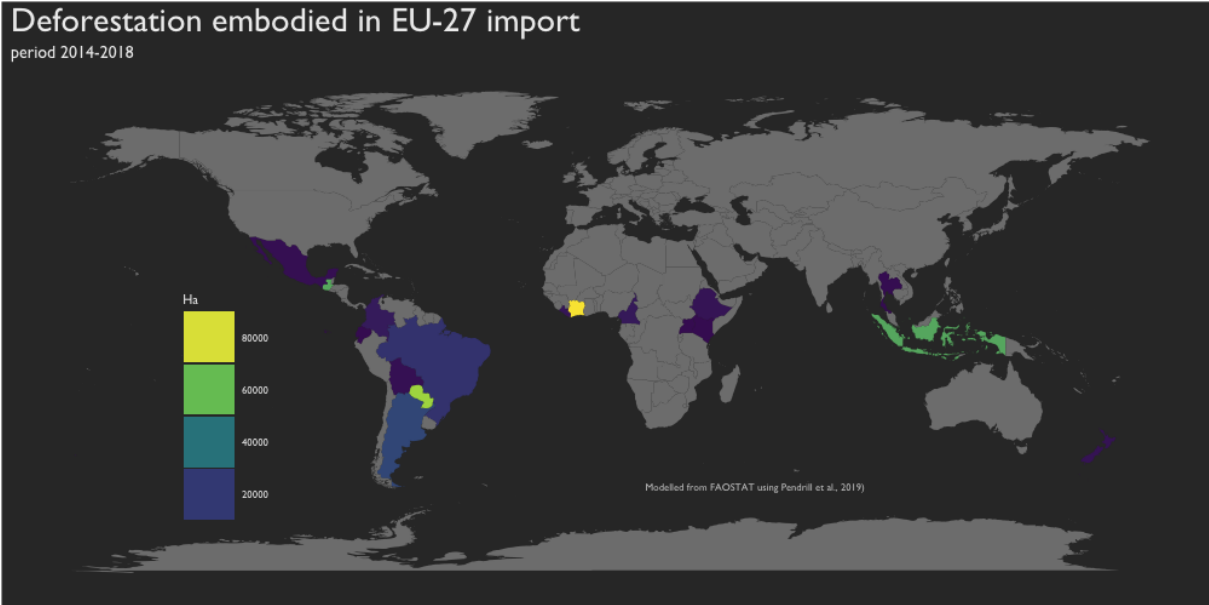 Deforestation embodied in EU-27 import
period 2014-2018
Ha
80000
60000
40000
20000
Modelled from FAOSTAT using Pendrill et al., 2019)